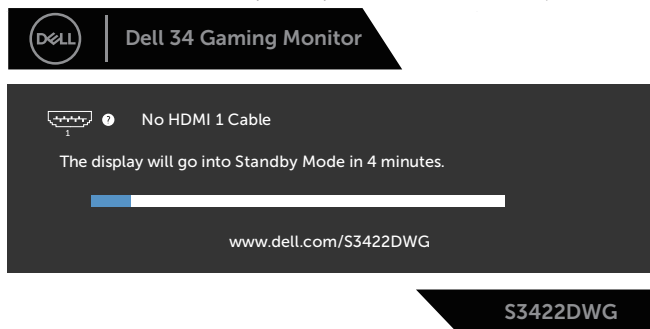 DELL
Dell 34 Gaming Monitor
? No HDMI 1 Cable
1
The display will go into Standby Mode in 4 minutes.
www.dell.com/S3422DWG
S3422DWG